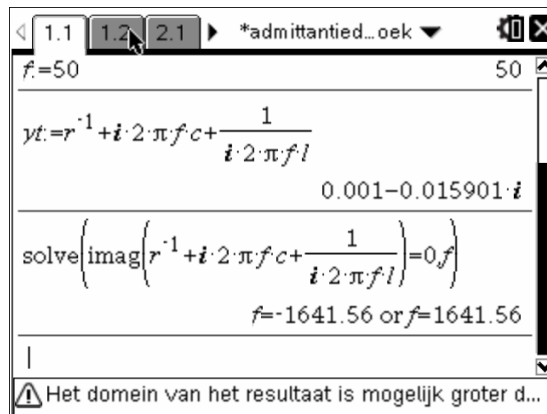 1.1 1.2 2.1 *admittantied…oek
f:=50 50
yt:=r⁻¹+i·2·π·f·c+1/(i·2·π·f·l)
0.001−0.015901·i
solve(imag(r⁻¹+i·2·π·f·c+1/(i·2·π·f·l))=0,f)
f=-1641.56 or f=1641.56
Het domein van het resultaat is mogelijk groter d...